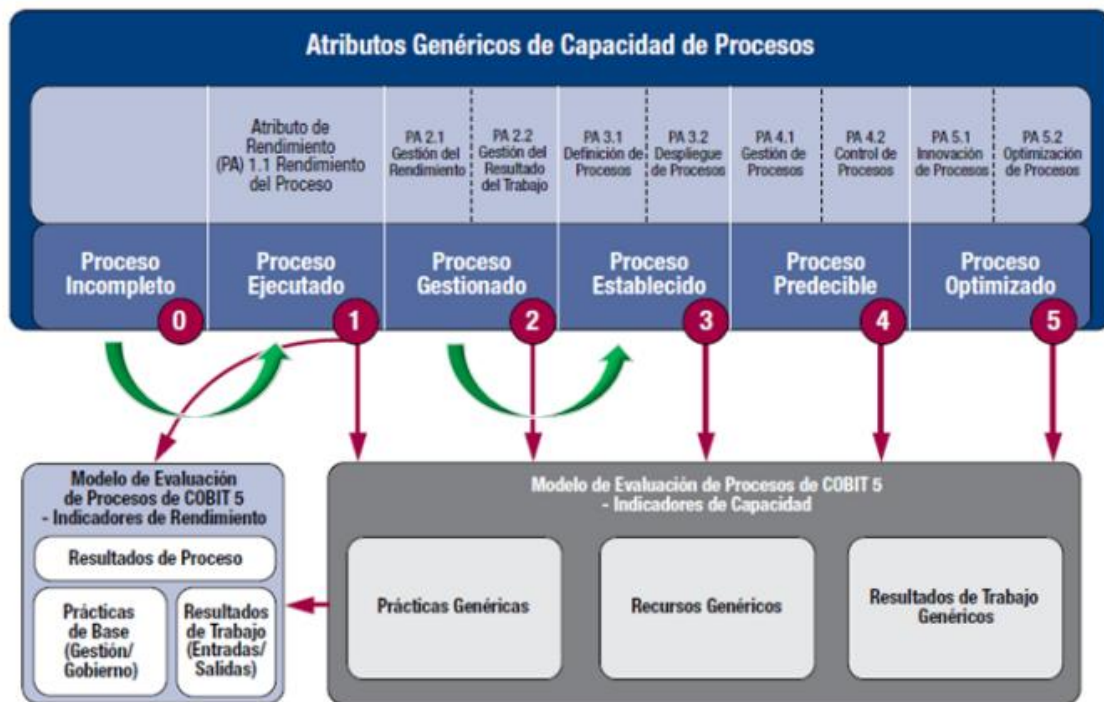 Atributos Genéricos de Capacidad de Procesos
Atributo de
Rendimiento
(PA) 1.1 Rendimiento
del Proceso
PA 2.1
Gestión del
Rendimiento
PA 2.2
Gestión del
Resultado
del Trabajo
PA 3.1
Definición de
Procesos
PA 3.2
Despliegue
de Procesos
PA 4.1
Gestión de
Procesos
PA 4.2
Control de
Procesos
PA 5.1
Innovación
de Procesos
PA 5.2
Optimización
de Procesos
Proceso
Incompleto
0
Proceso
Ejecutado
1
Proceso
Gestionado
2
Proceso
Establecido
3
Proceso
Predecible
4
Proceso
Optimizado
5
Modelo de Evaluación
de Procesos de COBIT 5
- Indicadores de Rendimiento
Resultados de Proceso
Prácticas
de Base
(Gestión/
Gobierno)
Resultados
de Trabajo
(Entradas/
Salidas)
Modelo de Evaluación de Procesos de COBIT 5
- Indicadores de Capacidad
Prácticas Genéricas
Recursos Genéricos
Resultados de Trabajo
Genéricos